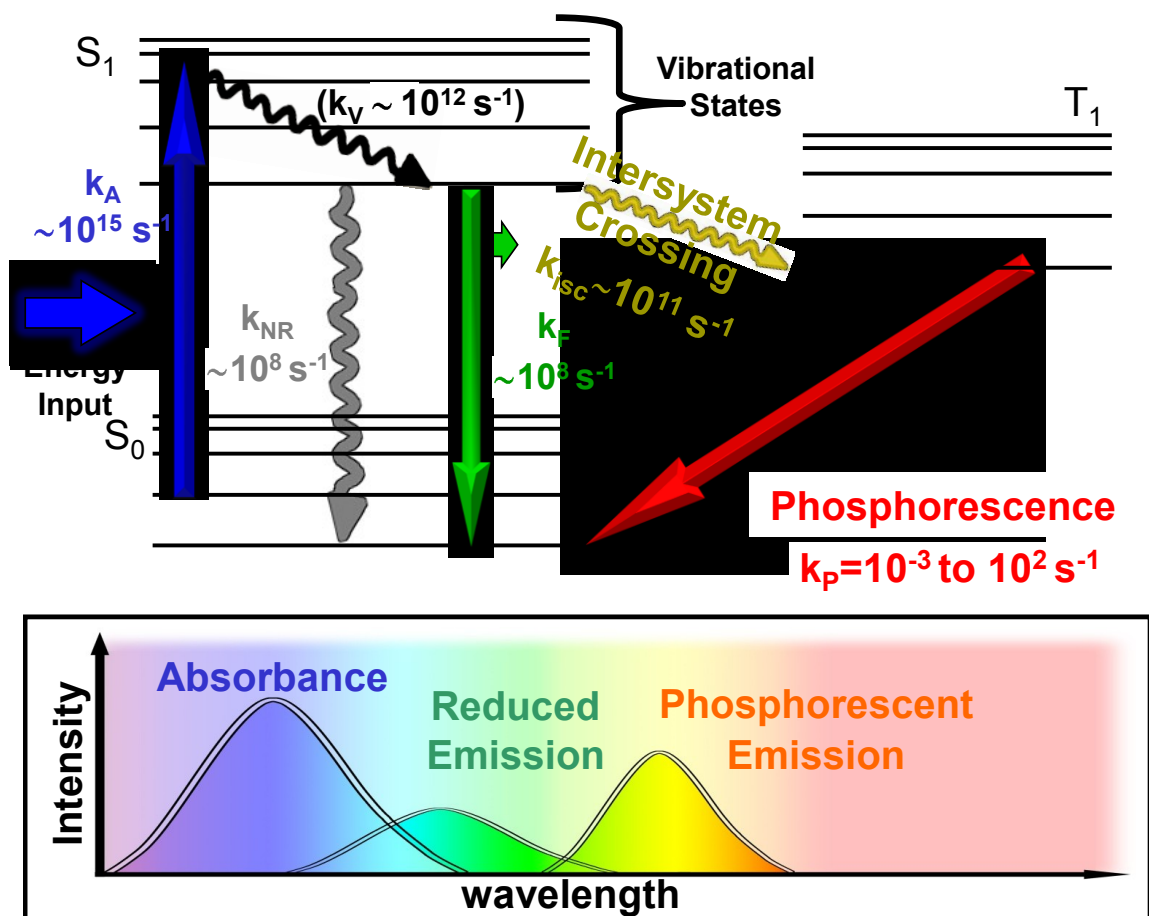 S₁
(kV ~ 10¹² s⁻¹)
Vibrational
States
T₁
kA
~10¹⁵ s⁻¹
Intersystem
Crossing
kisc~10¹¹ s⁻¹
kNR
~10⁸ s⁻¹
kF
~10⁸ s⁻¹
Energy
Input
S₀
Phosphorescence
kP=10⁻³ to 10² s⁻¹
Absorbance
Reduced
Emission
Phosphorescent
Emission
Intensity
wavelength